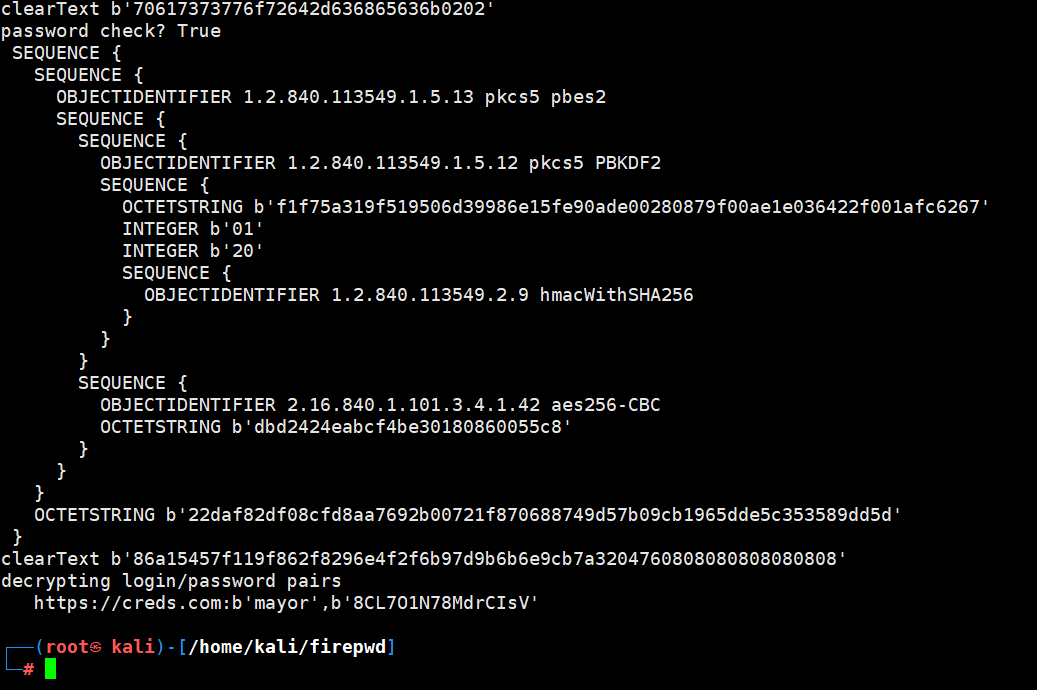 clearText b'70617373776f72642d636865636b0202'
password check? True
SEQUENCE {
SEQUENCE {
OBJECTIDENTIFIER 1.2.840.113549.1.5.13 pkcs5 pbes2
SEQUENCE {
SEQUENCE {
OBJECTIDENTIFIER 1.2.840.113549.1.5.12 pkcs5 PBKDF2
SEQUENCE {
OCTETSTRING b'f1f75a319f519506d39986e15fe90ade00280879f00ae1e036422f001afc6267'
INTEGER b'01'
INTEGER b'20'
SEQUENCE {
OBJECTIDENTIFIER 1.2.840.113549.2.9 hmacWithSHA256
}
}
}
SEQUENCE {
OBJECTIDENTIFIER 2.16.840.1.101.3.4.1.42 aes256-CBC
OCTETSTRING b'dbd2424eabcf4be30180860055c8'
}
}
}
OCTETSTRING b'22daf82df08cfd8aa7692b00721f870688749d57b09cb1965dde5c353589dd5d'
}
clearText b'86a15457f119f862f8296e4f2f6b97d9b6b6e9cb7a3204760808080808080808'
decrypting login/password pairs
https://creds.com:b'mayor',b'8CL7O1N78MdrCIsV'
┌──(root㉿ kali)-[/home/kali/firepwd]
└─#